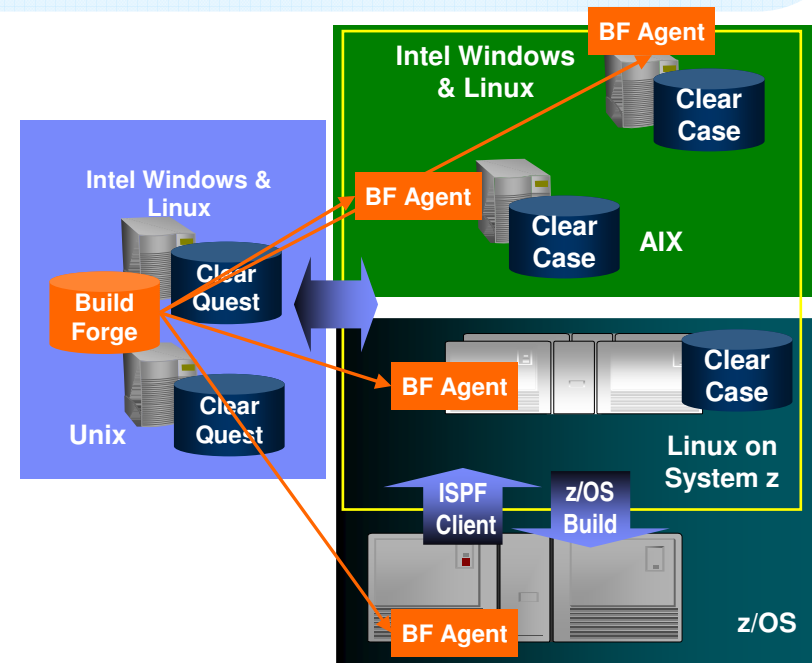 BF Agent
Intel Windows
& Linux
Clear
Case
Intel Windows &
Linux
BF Agent
Clear
Case
AIX
Clear
Quest
Build
Forge
Clear
Quest
Unix
BF Agent
Clear
Case
Linux on
System z
ISPF
Client
z/OS
Build
BF Agent
z/OS